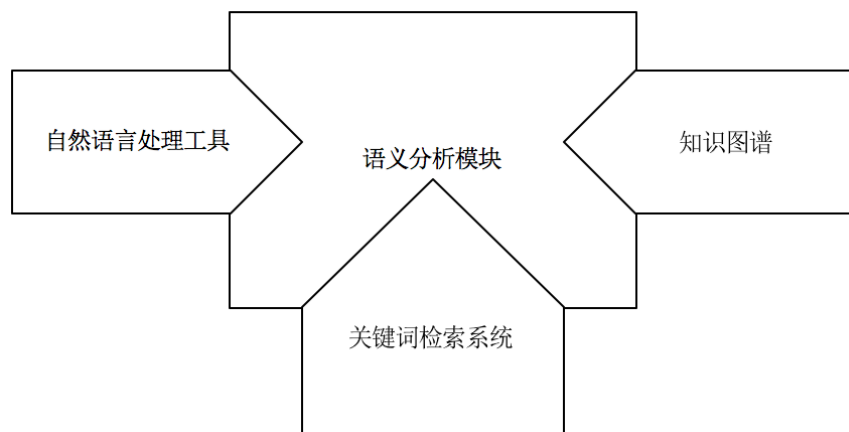 自然语言处理工具
语义分析模块
知识图谱
关键词检索系统